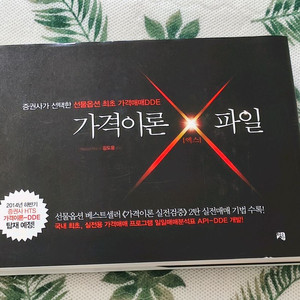 증권사가 선택한 선물옵션 최초 가격매매DDE
가격이론 X 파일
[엑스]
2014년 하반기
증권사 HTS
가격이론-DDE
탑재 예정!
선물옵션 베스트셀러 《가격이론 실전검증》 2탄 실전매매 기법 수록!
국내 최초, 실전용 가격매매 프로그램 일일매매분석표 API-DDE 개발!